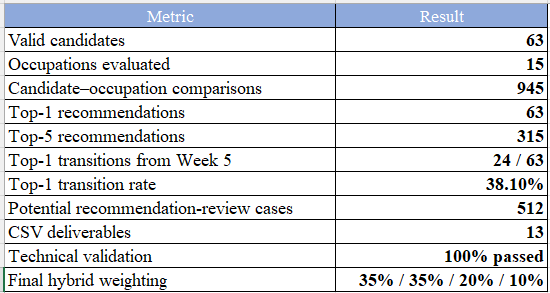 Metric Result
Valid candidates 63
Occupations evaluated 15
Candidate–occupation comparisons 945
Top-1 recommendations 63
Top-5 recommendations 315
Top-1 transitions from Week 5 24 / 63
Top-1 transition rate 38.10%
Potential recommendation-review cases 512
CSV deliverables 13
Technical validation 100% passed
Final hybrid weighting 35% / 35% / 20% / 10%